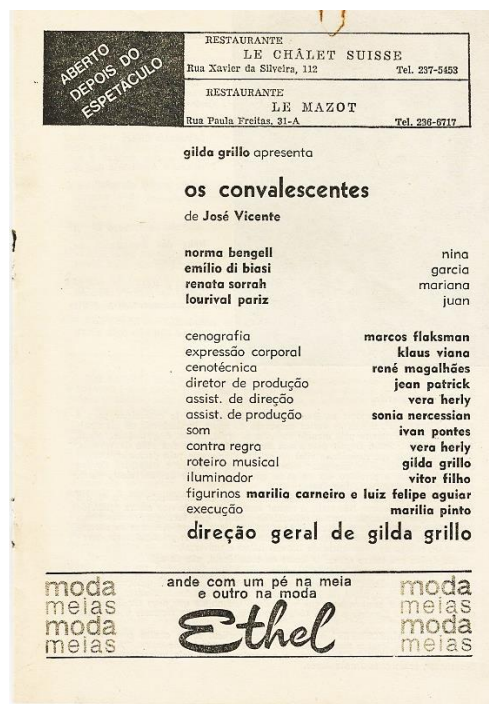 ABERTO
DEPOIS DO
ESPETÁCULO
RESTAURANTE
LE CHÂLET SUISSE
Rua Xavier da Silveira, 112 Tel. 237-5453
RESTAURANTE
LE MAZOT
Rua Paula Freitas, 31-A Tel. 236-6717
gilda grillo apresenta
os convalescentes
de José Vicente
norma bengell nina
emílio di biasi garcia
renata sorrah mariana
lourival pariz juan
cenografia marcos flaksman
expressão corporal klaus viana
cenotécnica rené magalhães
diretor de produção jean patrick
assist. de direção vera herly
assist. de produção sonia nercessian
som ivan pontes
contra regra vera herly
roteiro musical gilda grillo
iluminador vitor filho
figurinos marilia carneiro e luiz felipe aguiar
execução marilia pinto
direção geral de gilda grillo
moda
meias
moda
meias
ande com um pé na meia
e outro na moda
Ethel
moda
meias
moda
meias